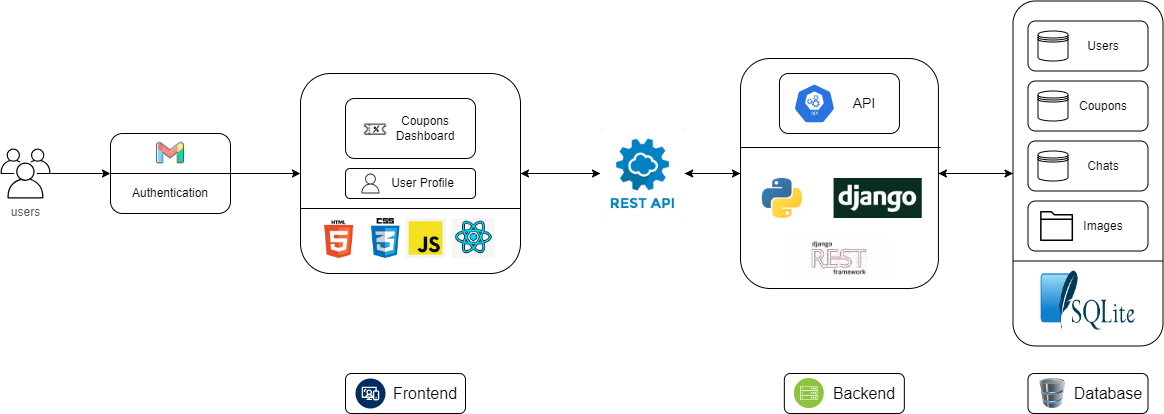 users
Authentication
Coupons
Dashboard
User Profile
HTML
5
CSS
3
JS
REST API
API
api
django
django
REST
framework
Users
Coupons
Chats
Images
SQLite
Frontend
Backend
Database